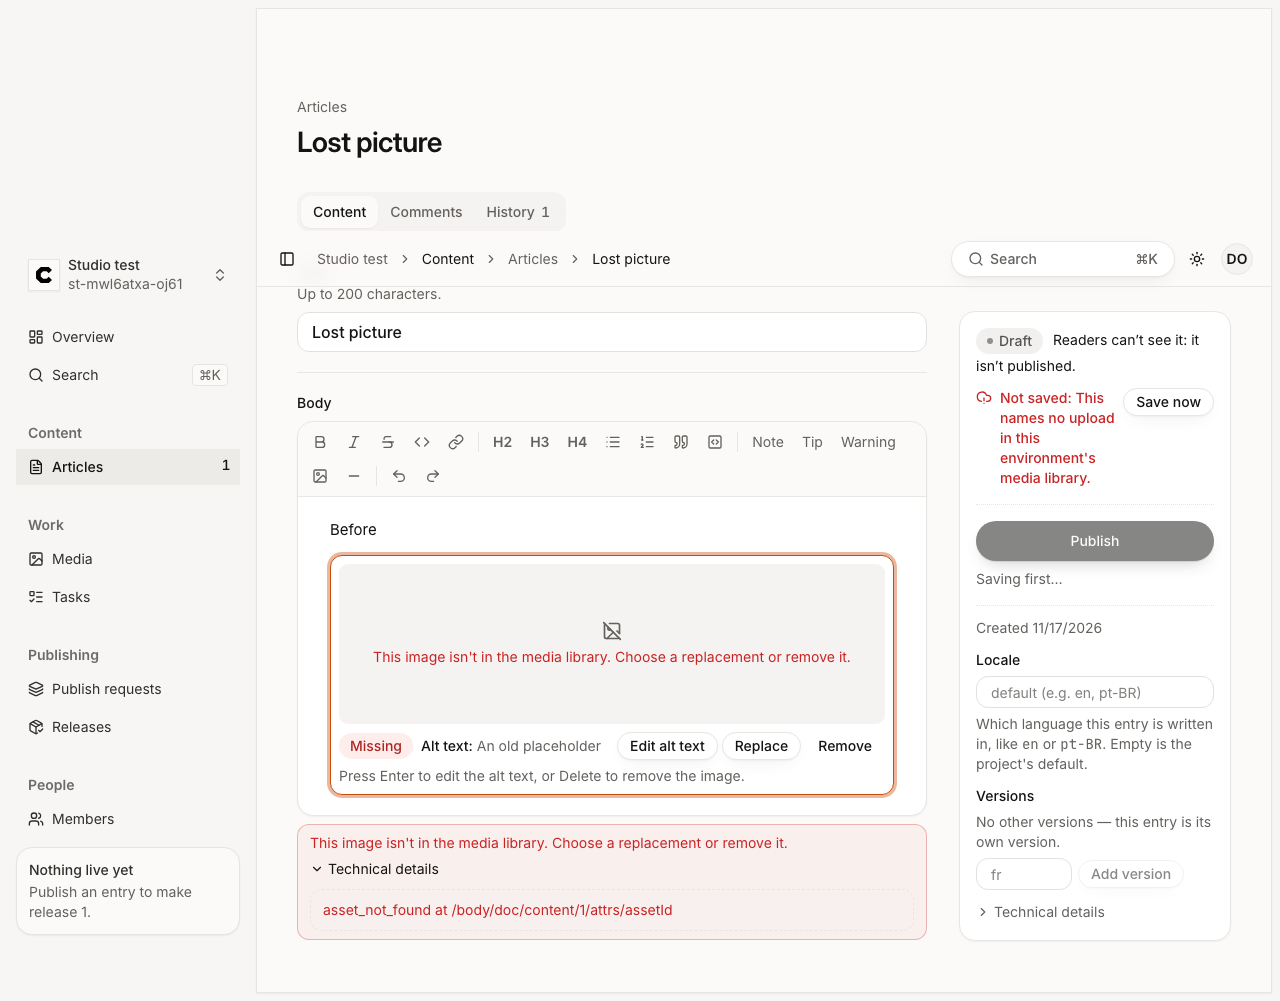 Articles
Lost picture
Content Comments History 1
Studio test
st-mwl6atxa-oj61
Overview
Search ⌘K
Content
Articles 1
Work
Media
Tasks
Publishing
Publish requests
Releases
People
Members
Nothing live yet
Publish an entry to make
release 1.
Studio test > Content > Articles > Lost picture
Search ⌘K
DO
Up to 200 characters.
Lost picture
Body
B I S H2 H3 H4 Note Tip Warning
Before
This image isn't in the media library. Choose a replacement or remove it.
Missing Alt text: An old placeholder Edit alt text Replace Remove
Press Enter to edit the alt text, or Delete to remove the image.
This image isn't in the media library. Choose a replacement or remove it.
Technical details
asset_not_found at /body/doc/content/1/attrs/assetId
Draft Readers can’t see it: it
isn’t published.
Not saved: This
names no upload
in this
environment's
media library.
Save now
Publish
Saving first…
Created 11/17/2026
Locale
default (e.g. en, pt-BR)
Which language this entry is written
in, like en or pt-BR. Empty is the
project's default.
Versions
No other versions — this entry is its
own version.
fr Add version
Technical details